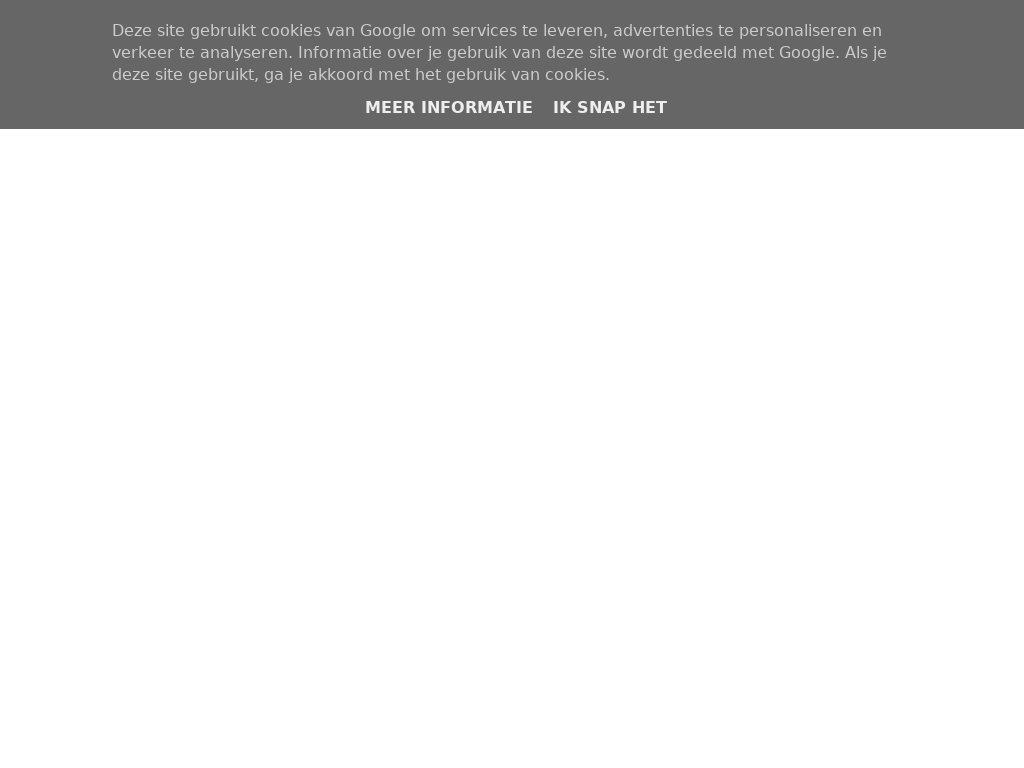 Deze site gebruikt cookies van Google om services te leveren, advertenties te personaliseren en
verkeer te analyseren. Informatie over je gebruik van deze site wordt gedeeld met Google. Als je
deze site gebruikt, ga je akkoord met het gebruik van cookies.
MEER INFORMATIE IK SNAP HET